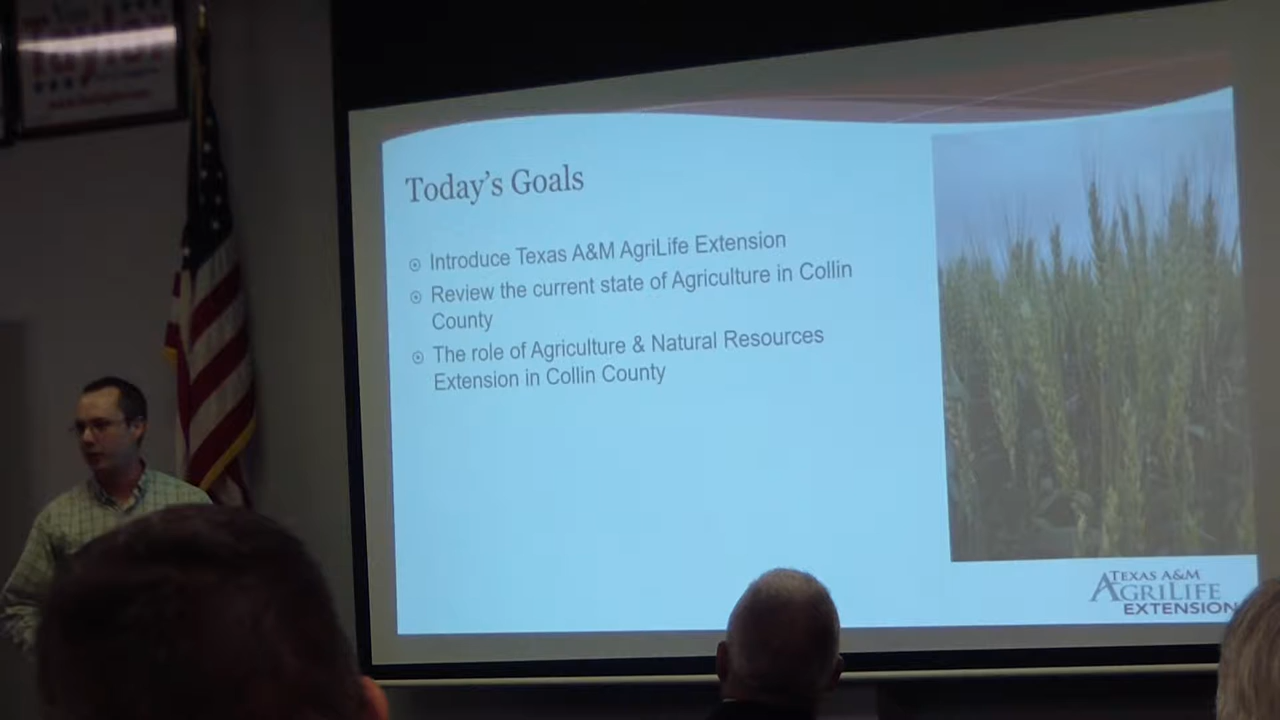 Taylor
Today's Goals
Introduce Texas A&M AgriLife Extension
Review the current state of Agriculture in Collin
County
The role of Agriculture & Natural Resources
Extension in Collin County
TEXAS A&M
AGRILIFE
EXTENSION